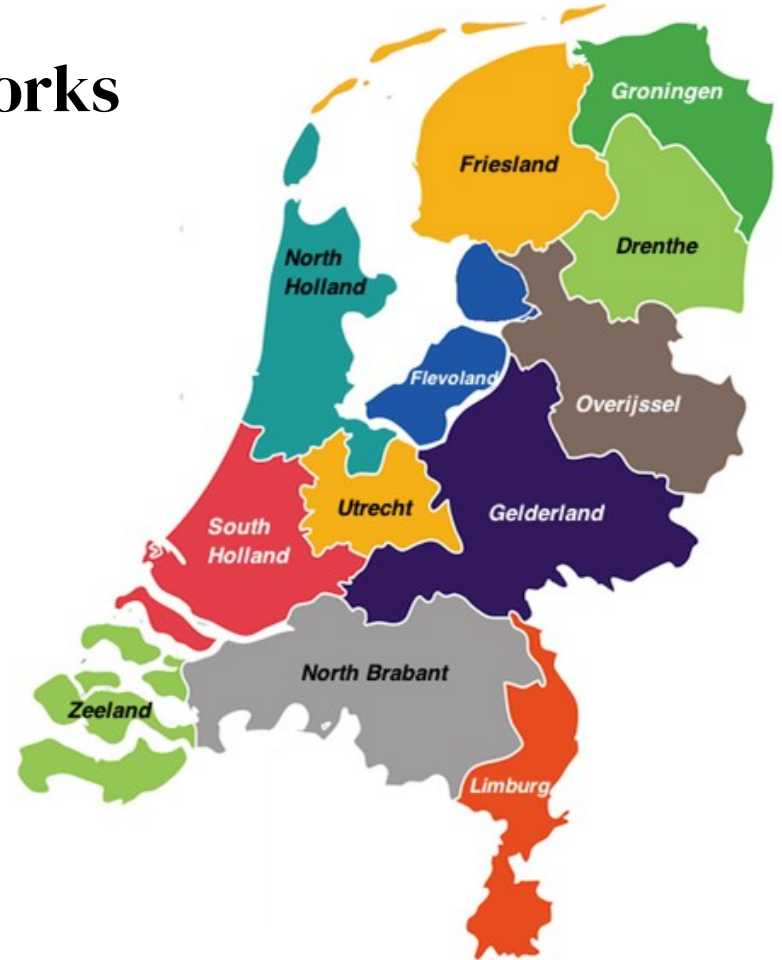 orks
Groningen
Friesland
Drenthe
North
Holland
Flevoland
Overijssel
Utrecht
Gelderland
South
Holland
North Brabant
Zeeland
Limburg